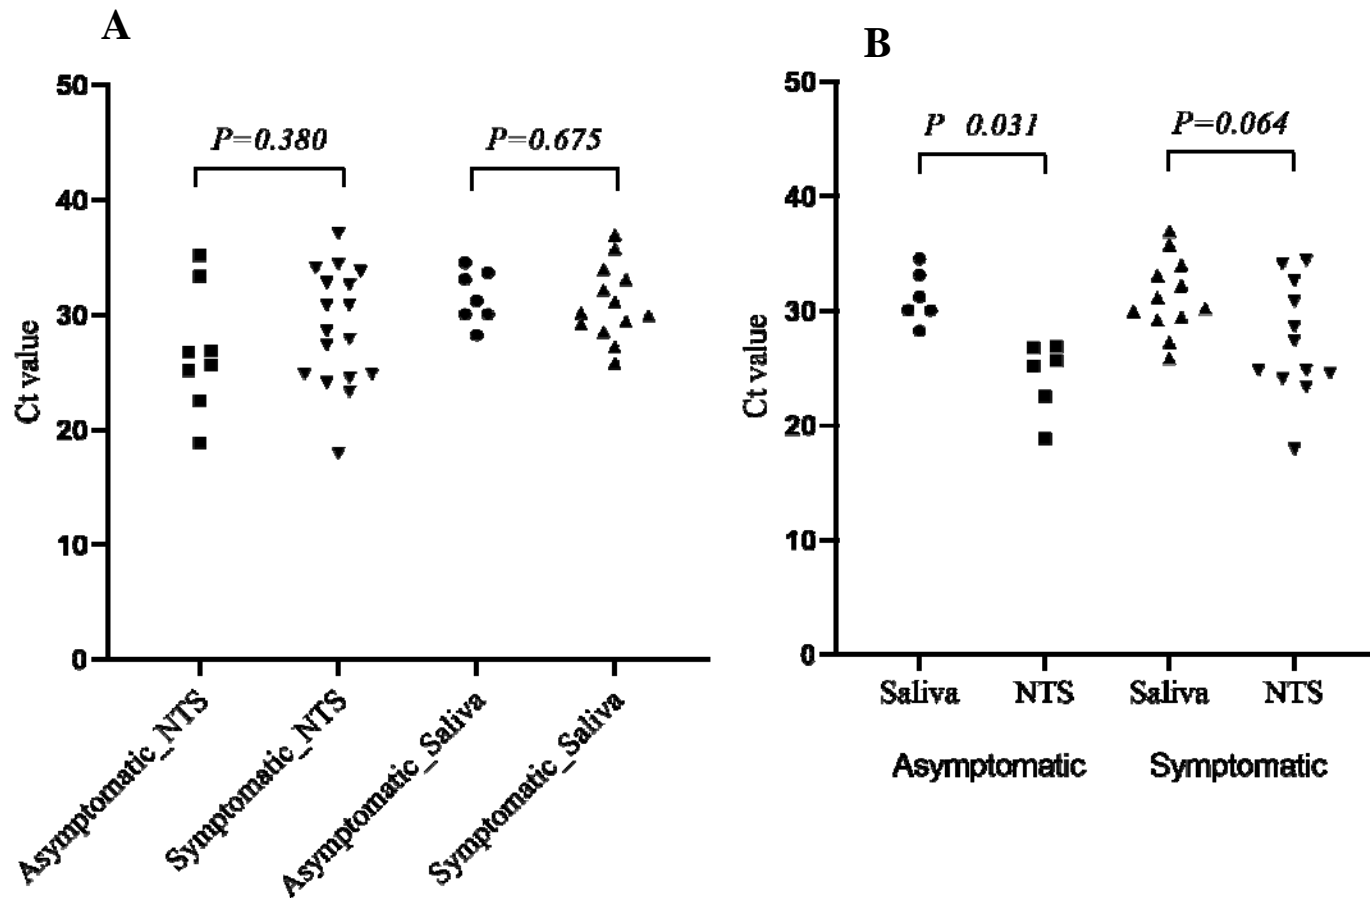 A
50
40
30
20
10
0
Ct value
P=0.380
P=0.675
Asymptomatic_NTS
Symptomatic_NTS
Asymptomatic_Saliva
Symptomatic_Saliva
B
50
40
30
20
10
0
Ct value
P 0.031
P=0.064
Saliva NTS Saliva NTS
Asymptomatic Symptomatic